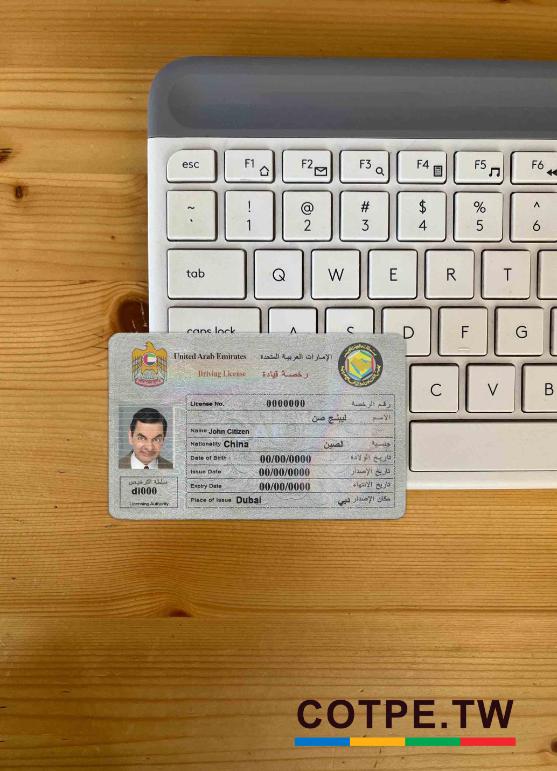 esc F1 F2 F3 F4 F5 F6
~ ! @ # $ % ^
` 1 2 3 4 5 6
tab Q W E R T
caps lock A S D F G
C V B
United Arab Emirates الإمارات العربية المتحدة
Driving License رخصة قيادة
License No. 0000000 رقم الرخصة
الاسم ليبنج صن
Name John Citizen
Nationality China الصين جنسية
Date of Birth 00/00/0000 تاريخ الولادة
Issue Date 00/00/0000 تاريخ الإصدار
Expiry Date 00/00/0000 تاريخ الانتهاء
Place of Issue Dubai مكان الإصدار دبي
سلطة الترخيص
dl000
Licensing Authority
COTPE.TW